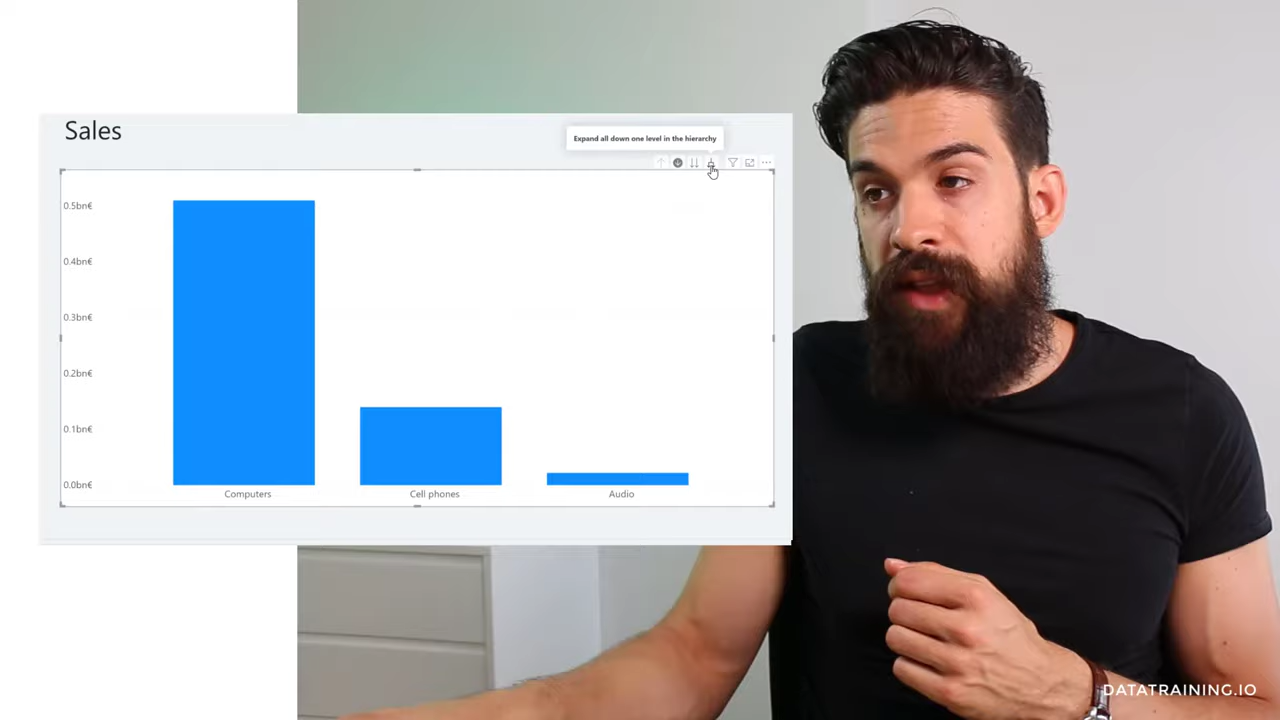 Sales
Expand all down one level in the hierarchy
0.5bn€
0.4bn€
0.3bn€
0.2bn€
0.1bn€
0.0bn€
Computers
Cell phones
Audio
DATATRAINING.IO